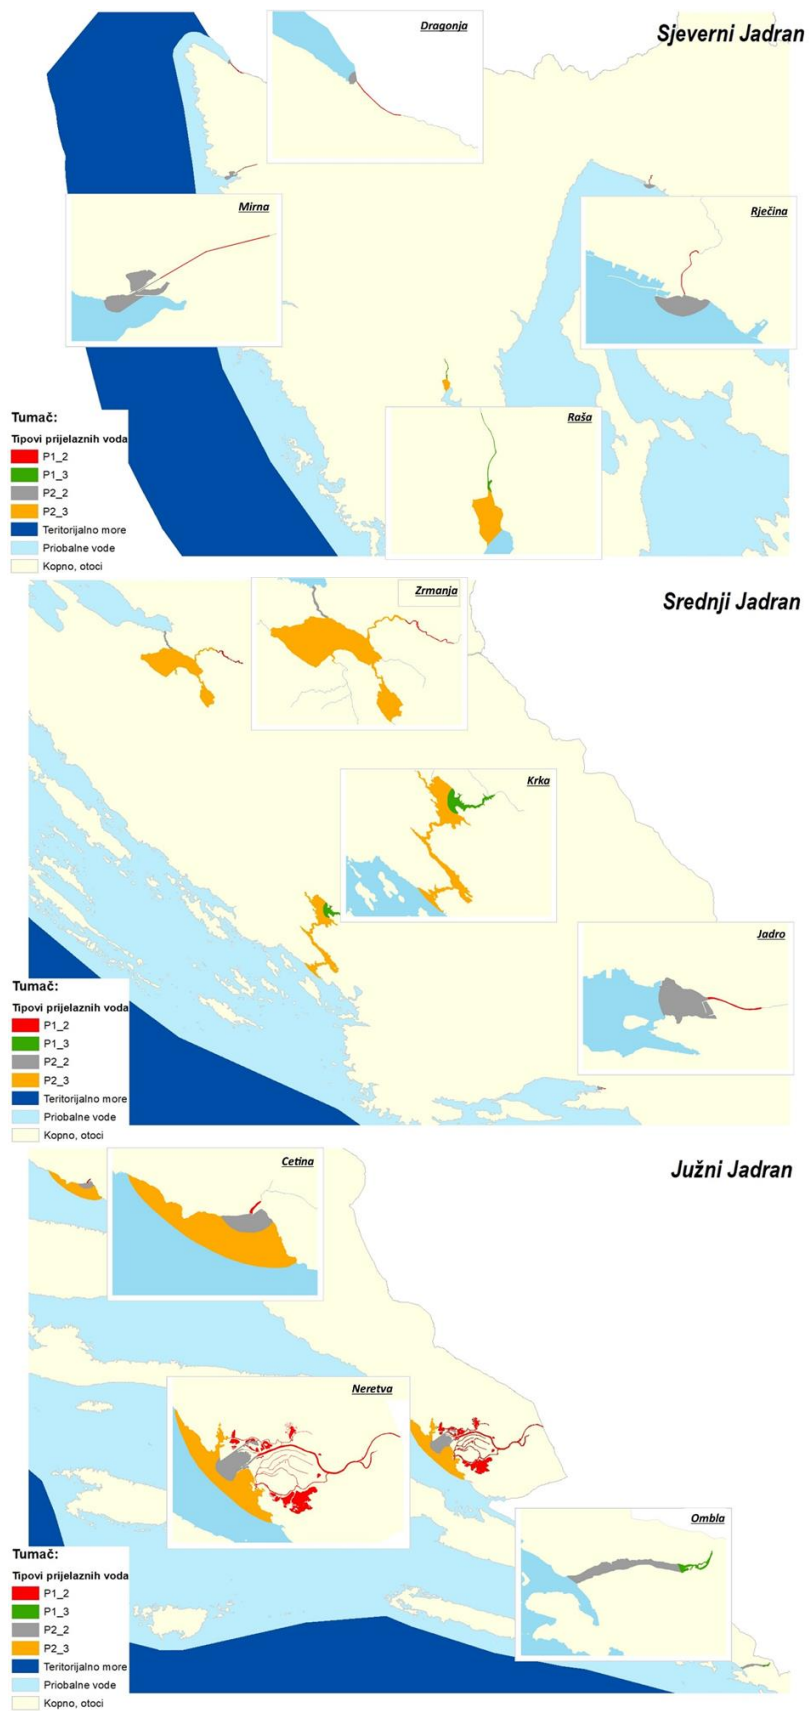 Sjeverni Jadran
Dragonja
Mirna
Rječina
Raša
Tumač:
Tipovi prijelaznih voda
P1_2
P1_3
P2_2
P2_3
Teritorijalno more
Priobalne vode
Kopno, otoci
Srednji Jadran
Zrmanja
Krka
Jadro
Tumač:
Tipovi prijelaznih voda
P1_2
P1_3
P2_2
P2_3
Teritorijalno more
Priobalne vode
Kopno, otoci
Južni Jadran
Cetina
Neretva
Ombla
Tumač:
Tipovi prijelaznih voda
P1_2
P1_3
P2_2
P2_3
Teritorijalno more
Priobalne vode
Kopno, otoci